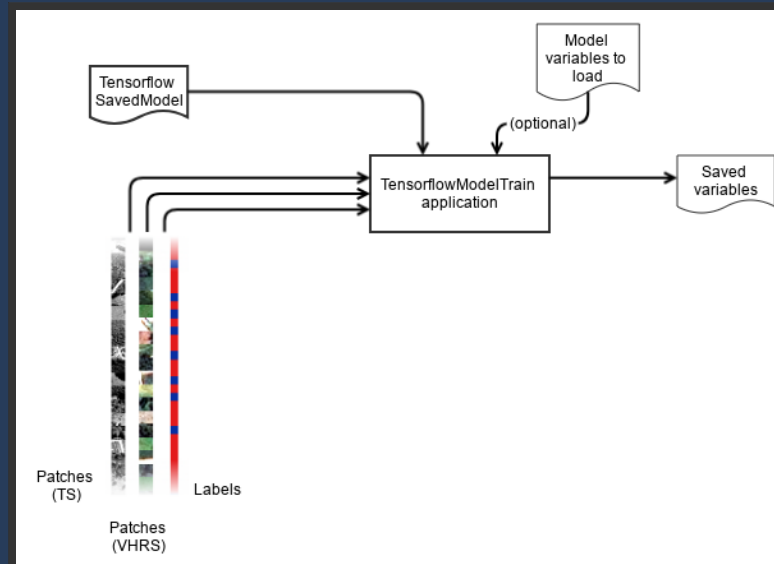 Tensorflow
SavedModel
Model
variables to
load
(optional)
TensorflowModelTrain
application
Saved
variables
Patches
(TS)
Labels
Patches
(VHRS)